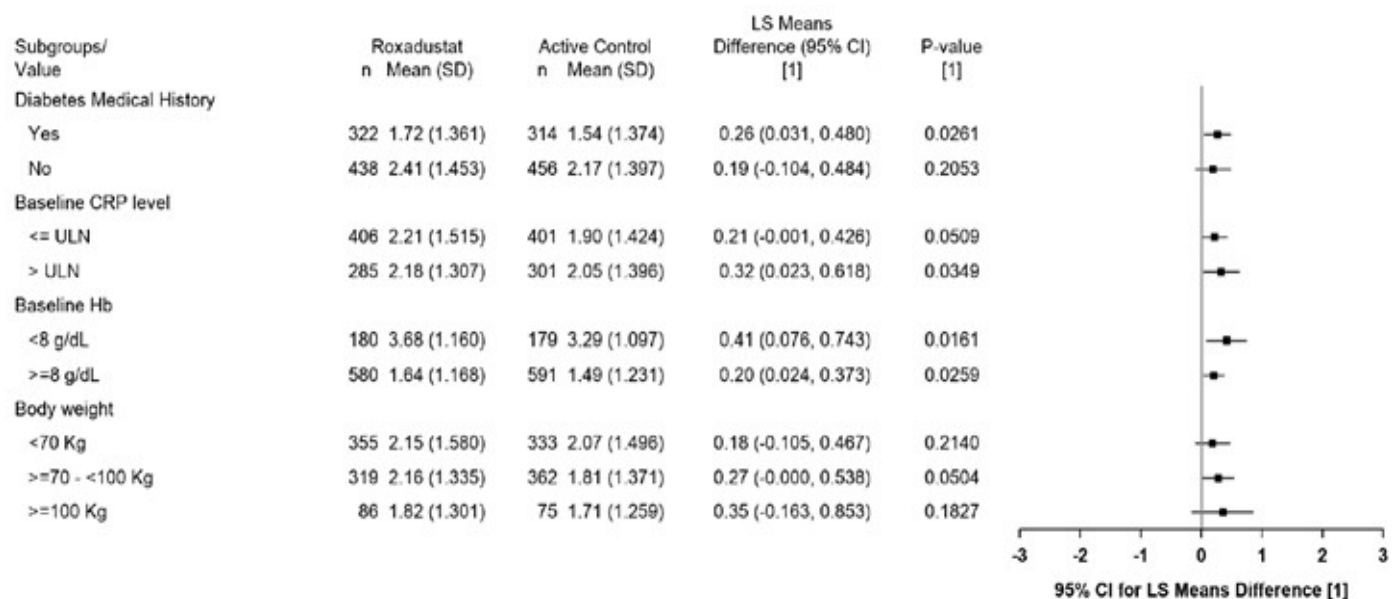 Subgroups/ Value Roxadustat n Mean (SD) Active Control n Mean (SD) LS Means Difference (95% CI) [1] P-value [1]
Diabetes Medical History
Yes 322 1.72 (1.361) 314 1.54 (1.374) 0.26 (0.031, 0.480) 0.0261
No 438 2.41 (1.453) 456 2.17 (1.397) 0.19 (-0.104, 0.484) 0.2053
Baseline CRP level
<= ULN 406 2.21 (1.515) 401 1.90 (1.424) 0.21 (-0.001, 0.426) 0.0509
> ULN 285 2.18 (1.307) 301 2.05 (1.396) 0.32 (0.023, 0.618) 0.0349
Baseline Hb
<8 g/dL 180 3.68 (1.160) 179 3.29 (1.097) 0.41 (0.076, 0.743) 0.0161
>=8 g/dL 580 1.64 (1.168) 591 1.49 (1.231) 0.20 (0.024, 0.373) 0.0259
Body weight
<70 Kg 355 2.15 (1.580) 333 2.07 (1.496) 0.18 (-0.105, 0.467) 0.2140
>=70 - <100 Kg 319 2.16 (1.335) 362 1.81 (1.371) 0.27 (-0.000, 0.538) 0.0504
>=100 Kg 86 1.82 (1.301) 75 1.71 (1.259) 0.35 (-0.163, 0.853) 0.1827
-3 -2 -1 0 1 2 3
95% CI for LS Means Difference [1]